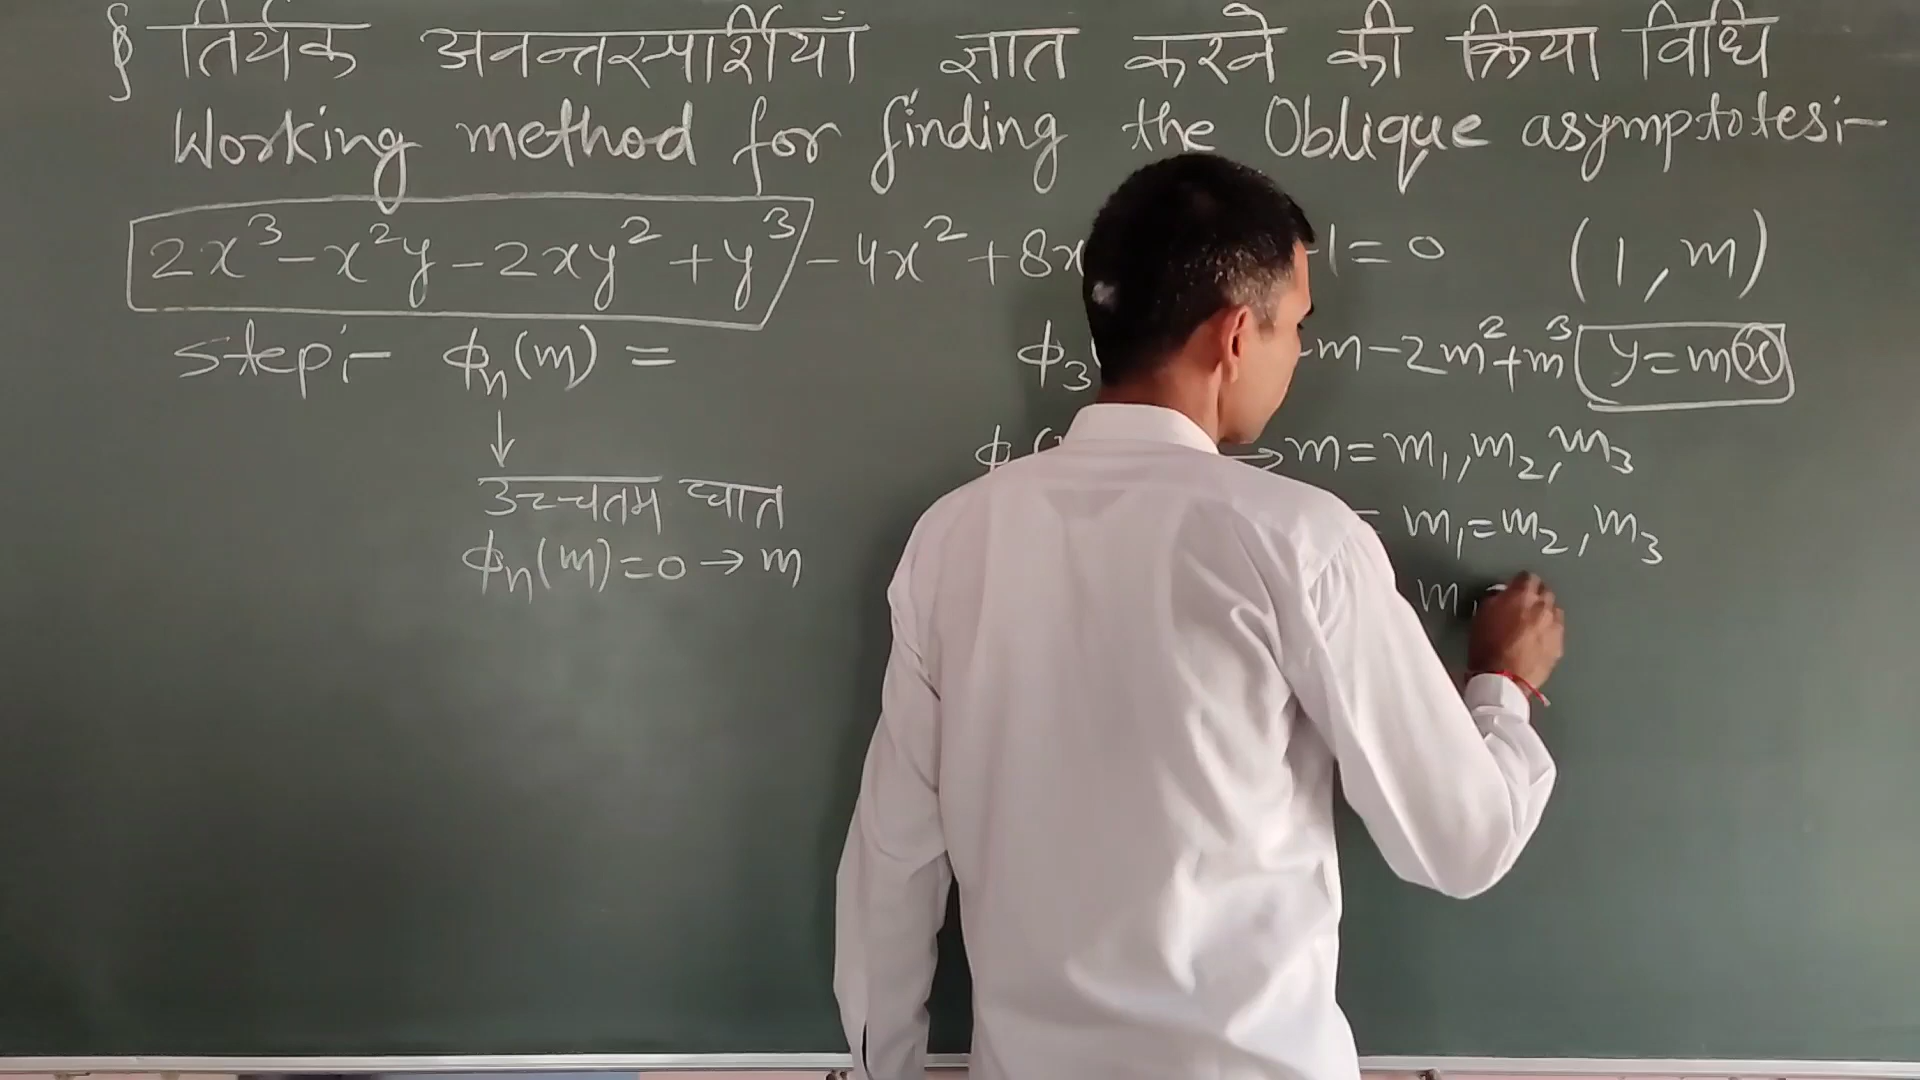 § तिर्यक अनन्तस्पर्शियाँ ज्ञात करने की क्रिया विधि
Working method for finding the Oblique asymptotes:-
2x³-x²y-2xy²+y³-4x²+8x -1=0 (1,m)
Step:- ϕₙ(m) = ϕ₃ -m-2m²+m³ y=mx
↓
उच्चतम घात
ϕₙ(m)=0→m
→m=m₁,m₂,m₃
= m₁=m₂,m₃
m₁